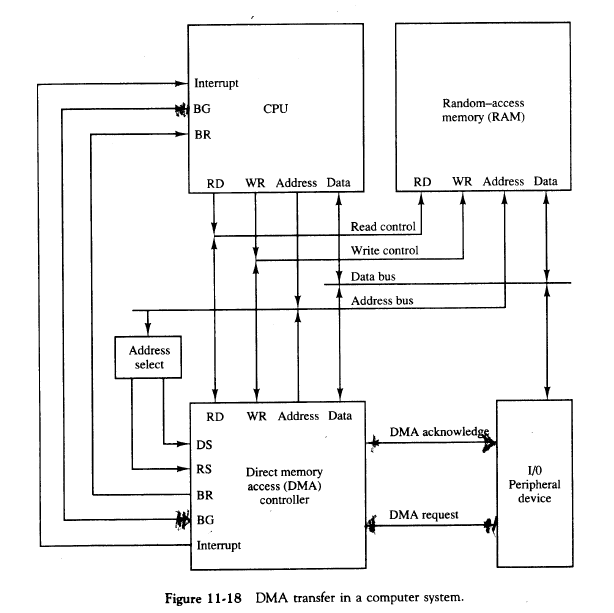 Interrupt
BG
CPU
BR
RD WR Address Data
Random-access
memory (RAM)
RD WR Address Data
Read control
Write control
Data bus
Address bus
Address
select
RD WR Address Data
DS
RS
BR
BG
Interrupt
Direct memory
access (DMA)
controller
DMA acknowledge
DMA request
I/0
Peripheral
device
Figure 11-18 DMA transfer in a computer system.